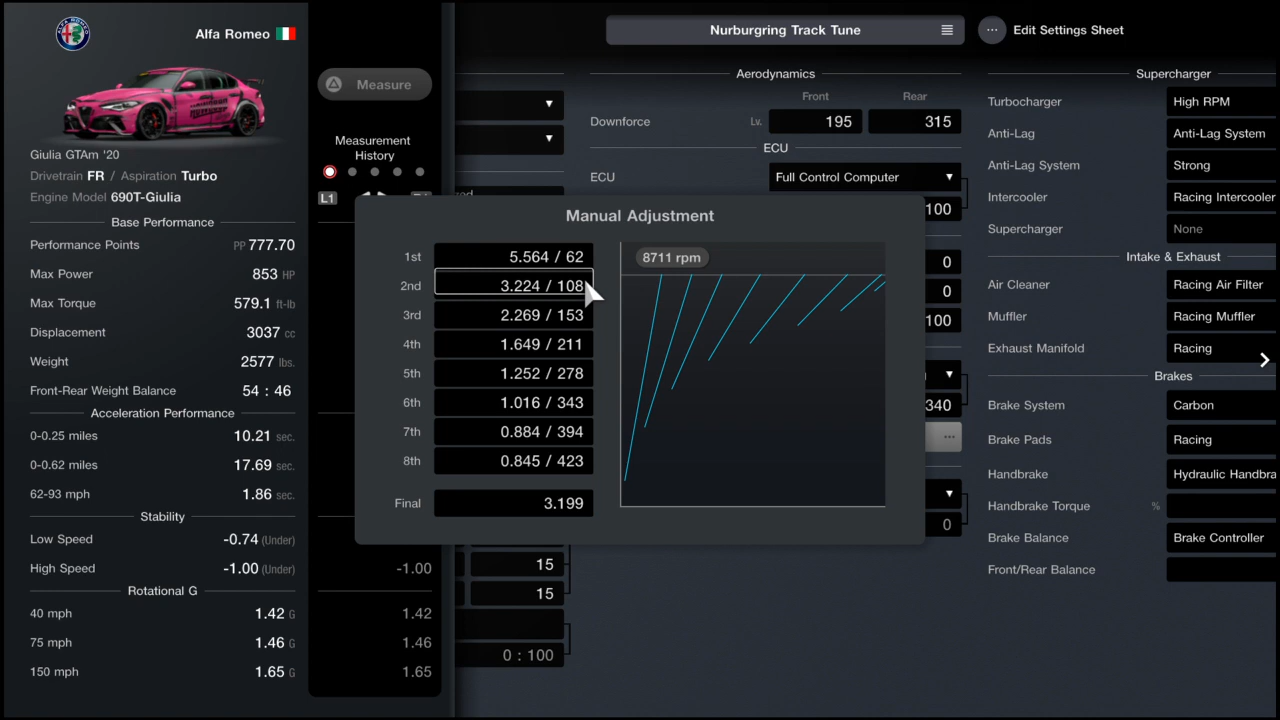 Alfa Romeo
Giulia GTAm '20
Drivetrain FR / Aspiration Turbo
Engine Model 690T-Giulia
Base Performance
Performance Points PP 777.70
Max Power 853 HP
Max Torque 579.1 ft-lb
Displacement 3037 cc
Weight 2577 lbs.
Front-Rear Weight Balance 54 : 46
Acceleration Performance
0-0.25 miles 10.21 sec.
0-0.62 miles 17.69 sec.
62-93 mph 1.86 sec.
Stability
Low Speed -0.74 (Under)
High Speed -1.00 (Under)
Rotational G
40 mph 1.42 G
75 mph 1.46 G
150 mph 1.65 G
Measure
Measurement
History
L1
-1.00
1.42
1.46
1.65
Nurburgring Track Tune
Edit Settings Sheet
Aerodynamics
Front Rear
Downforce Lv. 195 315
ECU
ECU Full Control Computer
100
0
0
100
340
0
15
15
0 : 100
Manual Adjustment
1st 5.564 / 62
2nd 3.224 / 108
3rd 2.269 / 153
4th 1.649 / 211
5th 1.252 / 278
6th 1.016 / 343
7th 0.884 / 394
8th 0.845 / 423
Final 3.199
8711 rpm
Supercharger
Turbocharger High RPM
Anti-Lag Anti-Lag System
Anti-Lag System Strong
Intercooler Racing Intercooler
Supercharger None
Intake & Exhaust
Air Cleaner Racing Air Filter
Muffler Racing Muffler
Exhaust Manifold Racing
Brakes
Brake System Carbon
Brake Pads Racing
Handbrake Hydraulic Handbra
Handbrake Torque %
Brake Balance Brake Controller
Front/Rear Balance